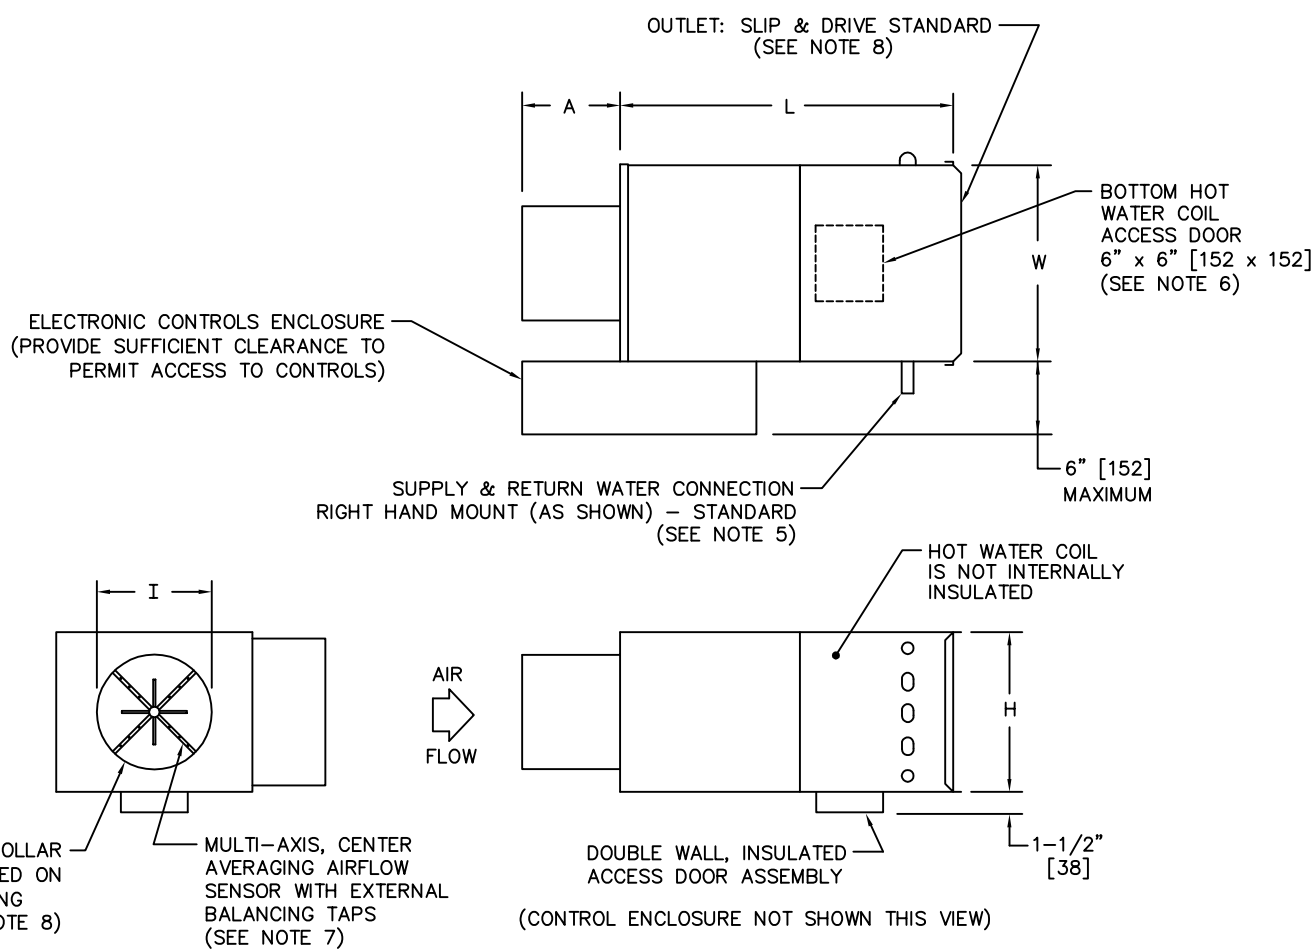 OUTLET: SLIP & DRIVE STANDARD
(SEE NOTE 8)
A
L
BOTTOM HOT
WATER COIL
ACCESS DOOR
6" x 6" [152 x 152]
(SEE NOTE 6)
W
ELECTRONIC CONTROLS ENCLOSURE
(PROVIDE SUFFICIENT CLEARANCE TO
PERMIT ACCESS TO CONTROLS)
6" [152]
MAXIMUM
SUPPLY & RETURN WATER CONNECTION
RIGHT HAND MOUNT (AS SHOWN) – STANDARD
(SEE NOTE 5)
HOT WATER COIL
IS NOT INTERNALLY
INSULATED
I
AIR
FLOW
H
OLLAR
ED ON
NG
OTE 8)
MULTI-AXIS, CENTER
AVERAGING AIRFLOW
SENSOR WITH EXTERNAL
BALANCING TAPS
(SEE NOTE 7)
DOUBLE WALL, INSULATED
ACCESS DOOR ASSEMBLY
1-1/2"
[38]
(CONTROL ENCLOSURE NOT SHOWN THIS VIEW)